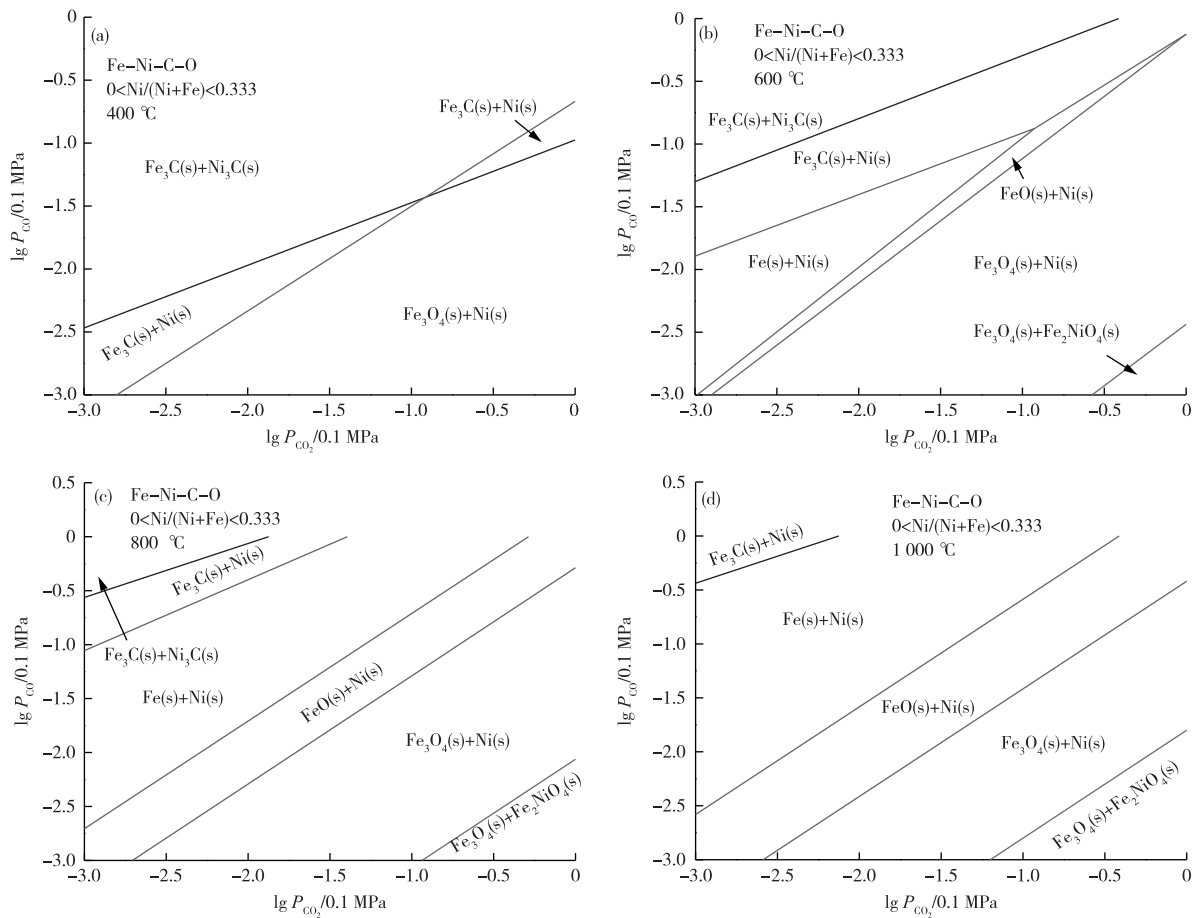 (a)
Fe−Ni−C−O
0<Ni/(Ni+Fe)<0.333
400 ℃
Fe₃C(s)+Ni(s)
Fe₃C(s)+Ni₃C(s)
Fe₃C(s)+Ni(s)
Fe₃O₄(s)+Ni(s)
0
−0.5
−1.0
−1.5
−2.0
−2.5
−3.0
lg P_CO/0.1 MPa
−3.0 −2.5 −2.0 −1.5 −1.0 −0.5 0
lg P_CO₂/0.1 MPa
(b)
Fe−Ni−C−O
0<Ni/(Ni+Fe)<0.333
600 ℃
Fe₃C(s)+Ni₃C(s)
Fe₃C(s)+Ni(s)
FeO(s)+Ni(s)
Fe(s)+Ni(s)
Fe₃O₄(s)+Ni(s)
Fe₃O₄(s)+Fe₂NiO₄(s)
0
−0.5
−1.0
−1.5
−2.0
−2.5
−3.0
lg P_CO/0.1 MPa
−3.0 −2.5 −2.0 −1.5 −1.0 −0.5 0
lg P_CO₂/0.1 MPa
(c)
Fe−Ni−C−O
0<Ni/(Ni+Fe)<0.333
800 ℃
Fe₃C(s)+Ni(s)
Fe₃C(s)+Ni₃C(s)
Fe(s)+Ni(s)
FeO(s)+Ni(s)
Fe₃O₄(s)+Ni(s)
Fe₃O₄(s)+Fe₂NiO₄(s)
0.5
0
−0.5
−1.0
−1.5
−2.0
−2.5
−3.0
lg P_CO/0.1 MPa
−3.0 −2.5 −2.0 −1.5 −1.0 −0.5 0
lg P_CO₂/0.1 MPa
(d)
Fe−Ni−C−O
0<Ni/(Ni+Fe)<0.333
1 000 ℃
Fe₃C(s)+Ni(s)
Fe(s)+Ni(s)
FeO(s)+Ni(s)
Fe₃O₄(s)+Ni(s)
Fe₃O₄(s)+Fe₂NiO₄(s)
0.5
0
−0.5
−1.0
−1.5
−2.0
−2.5
−3.0
lg P_CO/0.1 MPa
−3.0 −2.5 −2.0 −1.5 −1.0 −0.5 0
lg P_CO₂/0.1 MPa